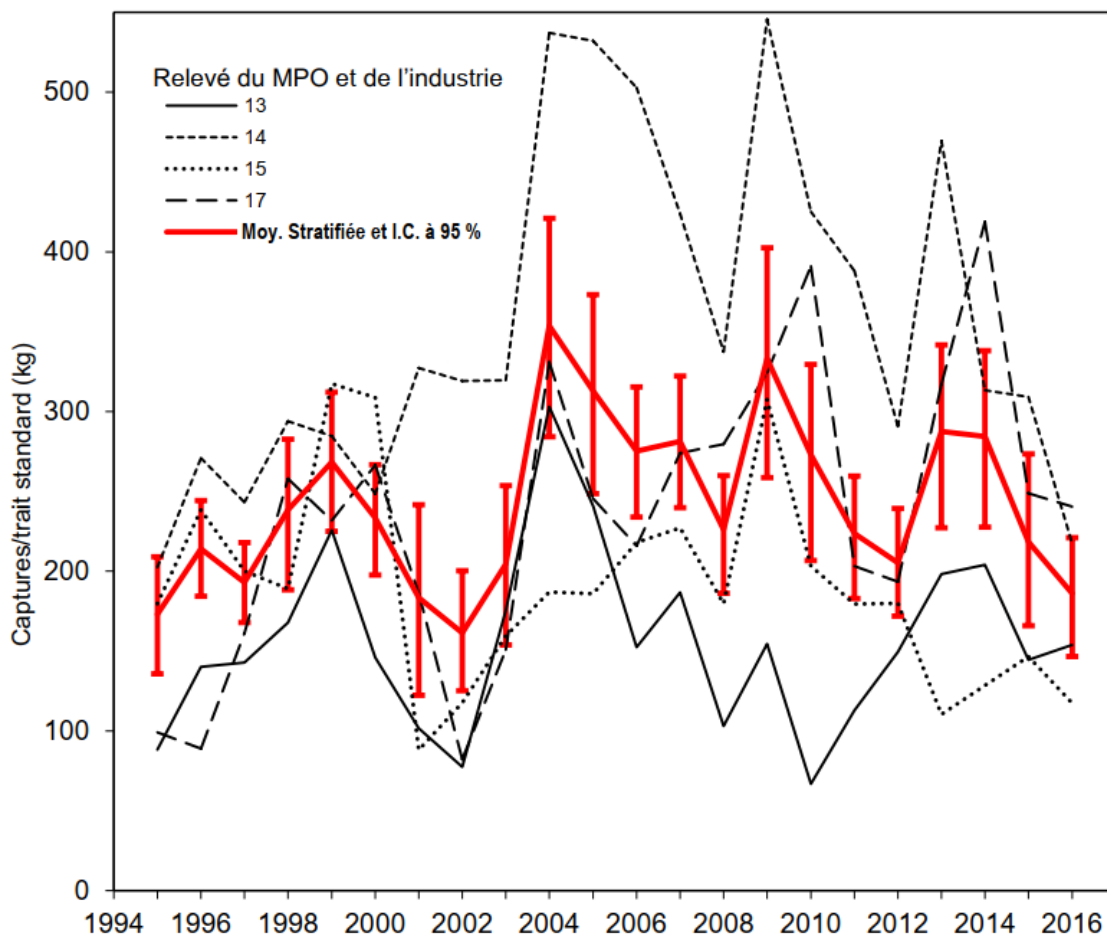 Captures/trait standard (kg)
500
400
300
200
100
0
Relevé du MPO et de l'industrie
13
14
15
17
Moy. Stratifiée et I.C. à 95 %
1994 1996 1998 2000 2002 2004 2006 2008 2010 2012 2014 2016